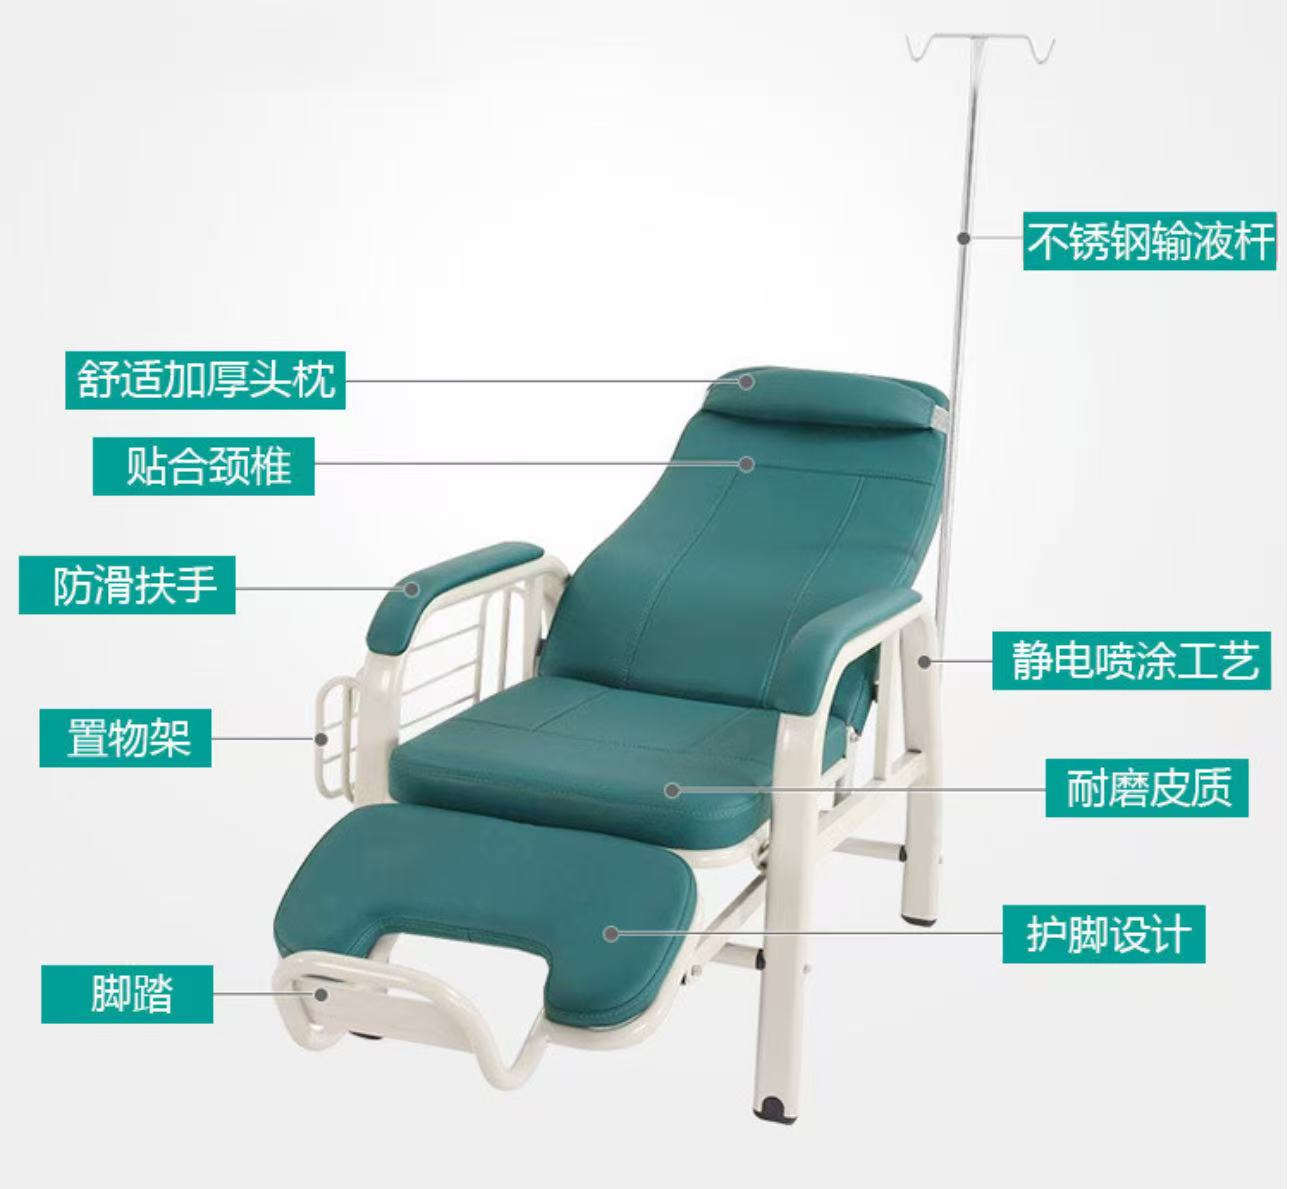 不锈钢输液杆
舒适加厚头枕
贴合颈椎
防滑扶手
静电喷涂工艺
置物架
耐磨皮质
护脚设计
脚踏